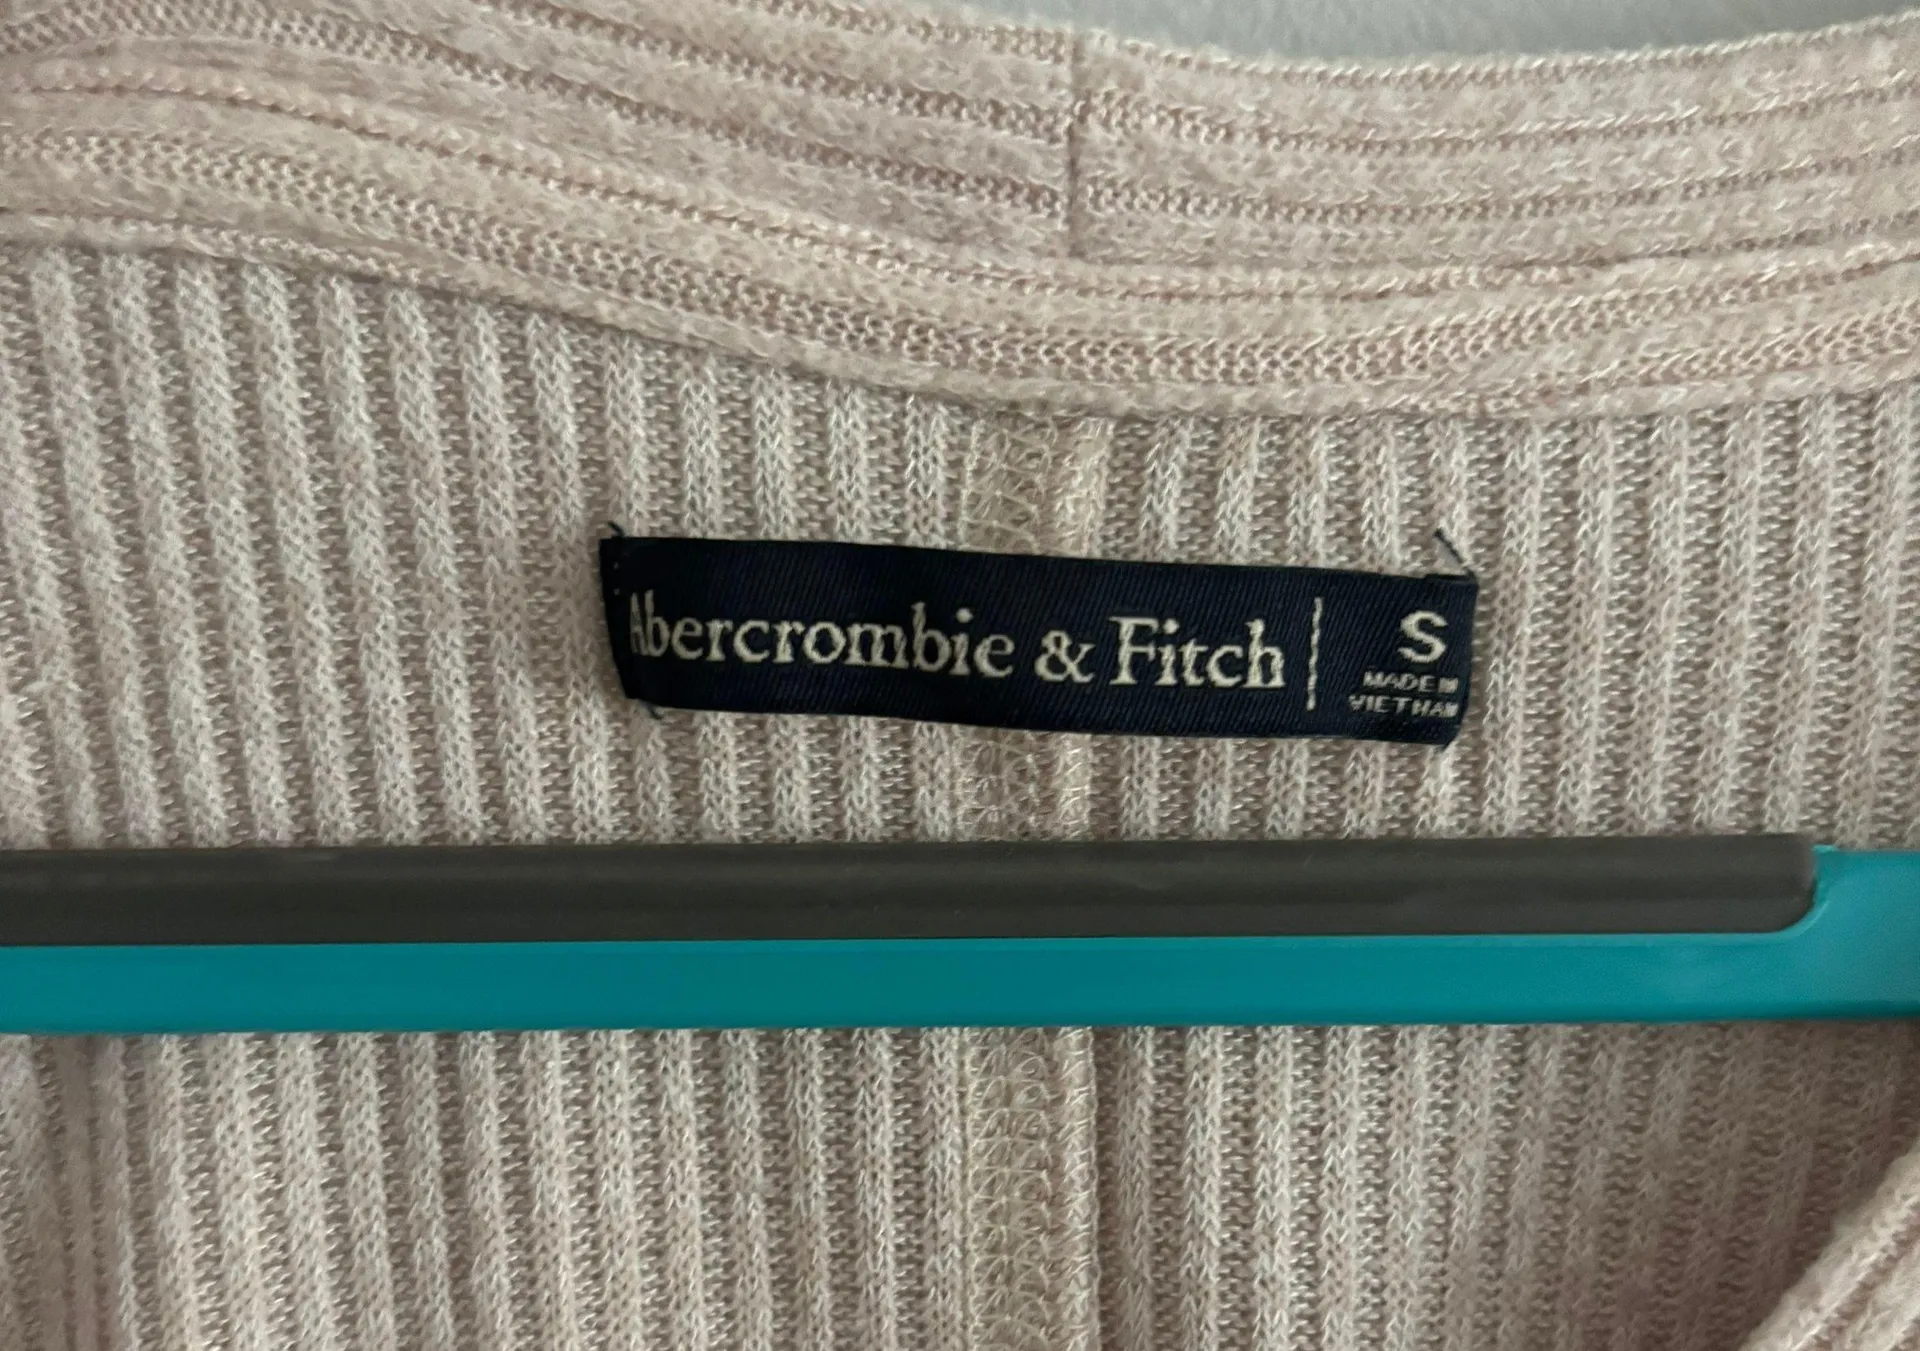 Abercrombie & Fitch | S
MADE IN
VIETNAM